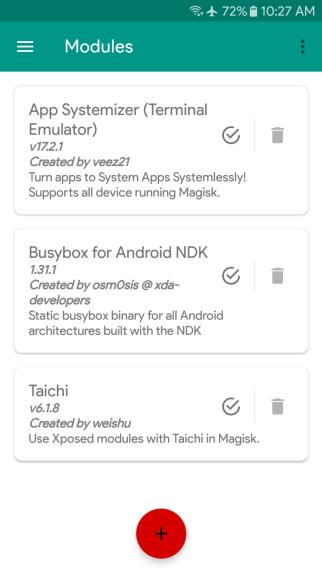 72% 10:27 AM
Modules
App Systemizer (Terminal
Emulator)
v17.2.1
Created by veez21
Turn apps to System Apps Systemlessly!
Supports all device running Magisk.
Busybox for Android NDK
1.31.1
Created by osm0sis @ xda-
developers
Static busybox binary for all Android
architectures built with the NDK
Taichi
v6.1.8
Created by weishu
Use Xposed modules with Taichi in Magisk.